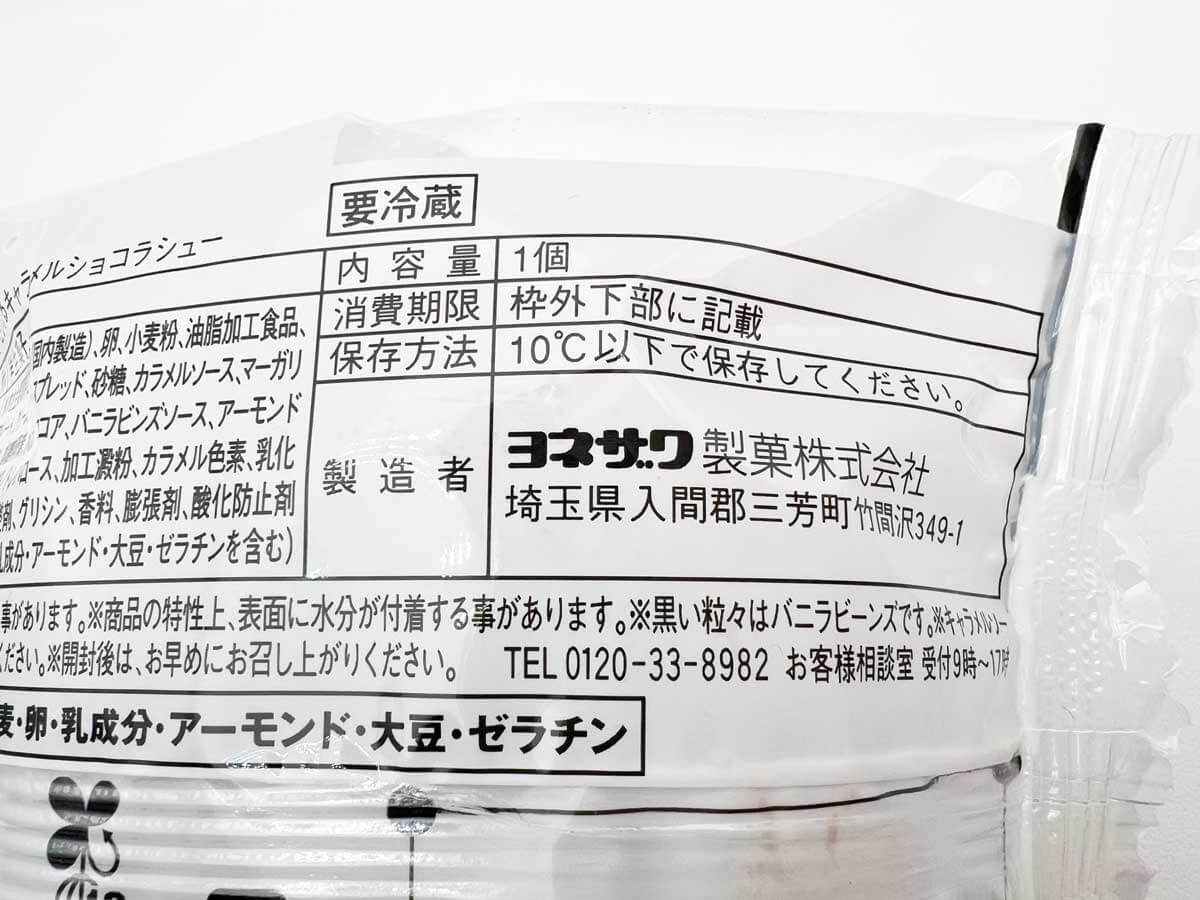 要冷蔵
キャラメルショコラシュー
国内製造)、卵、小麦粉、油脂加工食品、
プレッド、砂糖、カラメルソース、マーガリ
コア、バニラビンズソース、アーモンド
ロース、加工澱粉、カラメル色素、乳化
剤、グリシン、香料、膨張剤、酸化防止剤
乳成分・アーモンド・大豆・ゼラチンを含む)
内容量 1個
消費期限 枠外下部に記載
保存方法 10℃以下で保存してください。
製造者 ヨネザワ製菓株式会社
埼玉県入間郡三芳町竹間沢349-1
事があります。※商品の特性上、表面に水分が付着する事があります。※黒い粒々はバニラビーンズです。※キャラメルソー
ださい。※開封後は、お早めにお召し上がりください。 TEL 0120-33-8982 お客様相談室 受付9時～17時
麦・卵・乳成分・アーモンド・大豆・ゼラチン